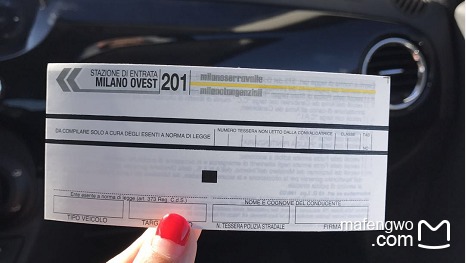 STAZIONE DI ENTRATA
MILANO OVEST
201
milanoserravalle
milanotangenziali
DA COMPILARE SOLO A CURA DEGLI ESENTI A NORMA DI LEGGE
NUMERO TESSERA NON LETTO DALLA CONVALIDATRICE
CLASSE
Ente esente a norma di legge (art. 373 Reg. C.d.S.)
NOME E COGNOME DEL CONDUCENTE
TIPO VEICOLO
TARG
N. TESSERA POLIZIA STRADALE
FIRMA
mafengwo
.com